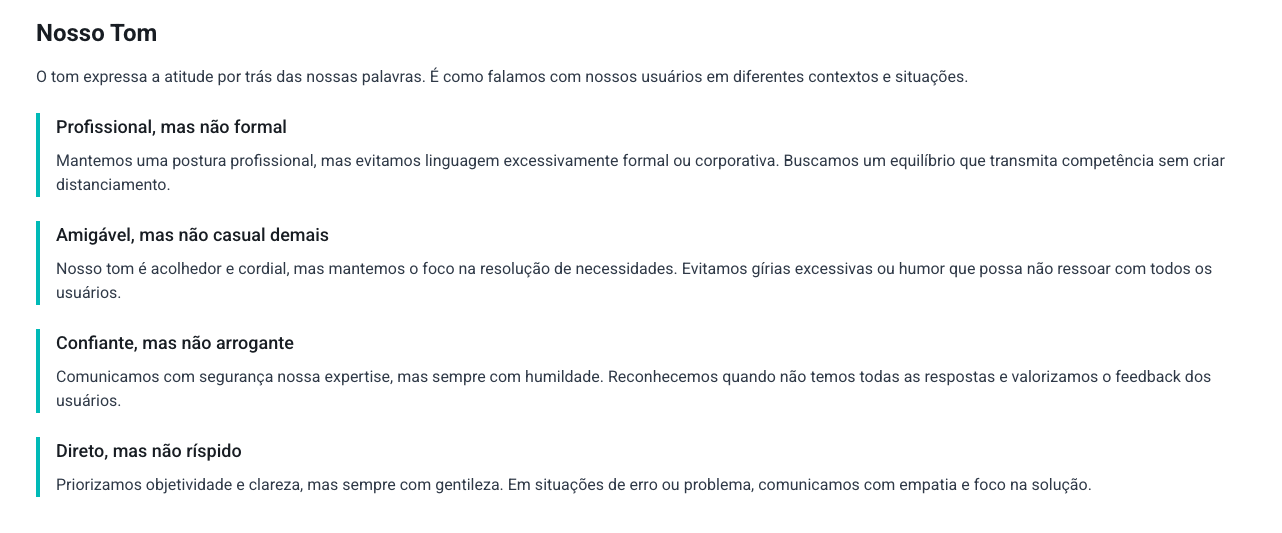 Nosso Tom
O tom expressa a atitude por trás das nossas palavras. É como falamos com nossos usuários em diferentes contextos e situações.
Profissional, mas não formal
Mantemos uma postura profissional, mas evitamos linguagem excessivamente formal ou corporativa. Buscamos um equilíbrio que transmita competência sem criar
distanciamento.
Amigável, mas não casual demais
Nosso tom é acolhedor e cordial, mas mantemos o foco na resolução de necessidades. Evitamos gírias excessivas ou humor que possa não ressoar com todos os
usuários.
Confiante, mas não arrogante
Comunicamos com segurança nossa expertise, mas sempre com humildade. Reconhecemos quando não temos todas as respostas e valorizamos o feedback dos
usuários.
Direto, mas não ríspido
Priorizamos objetividade e clareza, mas sempre com gentileza. Em situações de erro ou problema, comunicamos com empatia e foco na solução.